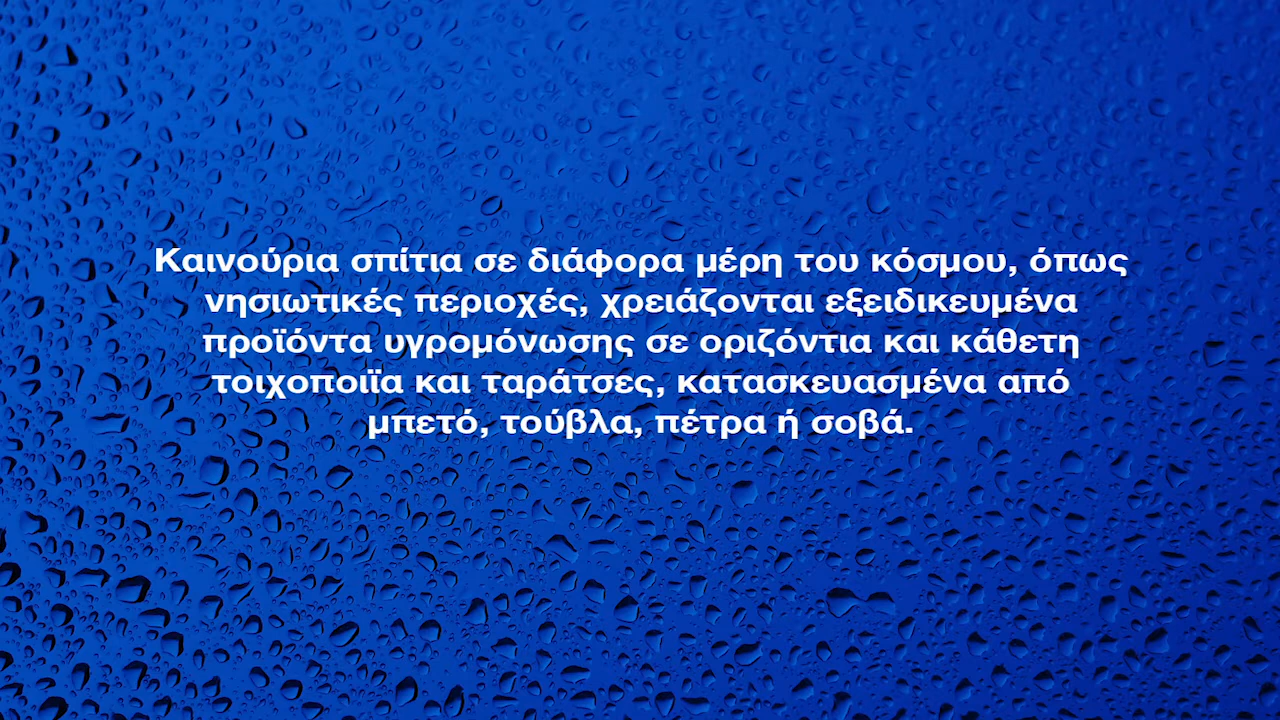 Καινούρια σπίτια σε διάφορα μέρη του κόσμου, όπως
νησιωτικές περιοχές, χρειάζονται εξειδικευμένα
προϊόντα υγρομόνωσης σε οριζόντια και κάθετη
τοιχοποιϊα και ταράτσες, κατασκευασμένα από
μπετό, τούβλα, πέτρα ή σοβά.